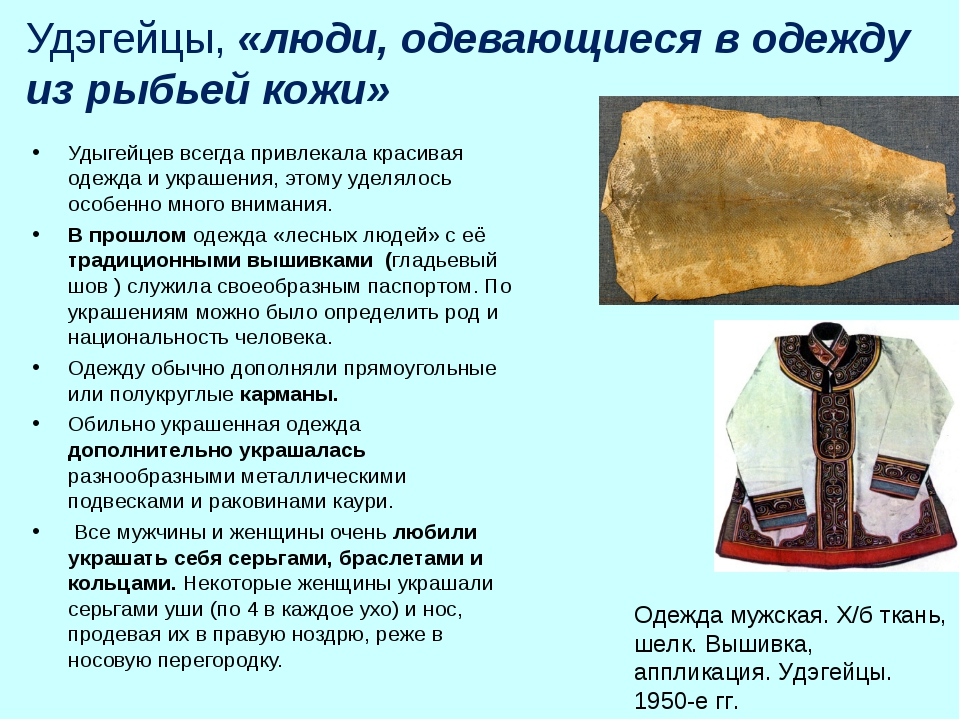 Удэгейцы, «люди, одевающиеся в одежду
из рыбьей кожи»
• Удыгейцев всегда привлекала красивая
одежда и украшения, этому уделялось
особенно много внимания.
• В прошлом одежда «лесных людей» с её
традиционными вышивками (гладьевый
шов ) служила своеобразным паспортом. По
украшениям можно было определить род и
национальность человека.
• Одежду обычно дополняли прямоугольные
или полукруглые карманы.
• Обильно украшенная одежда
дополнительно украшалась
разнообразными металлическими
подвесками и раковинами каури.
• Все мужчины и женщины очень любили
украшать себя серьгами, браслетами и
кольцами. Некоторые женщины украшали
серьгами уши (по 4 в каждое ухо) и нос,
продевая их в правую ноздрю, реже в
носовую перегородку.
Одежда мужская. Х/б ткань,
шелк. Вышивка,
аппликация. Удэгейцы.
1950-е гг.